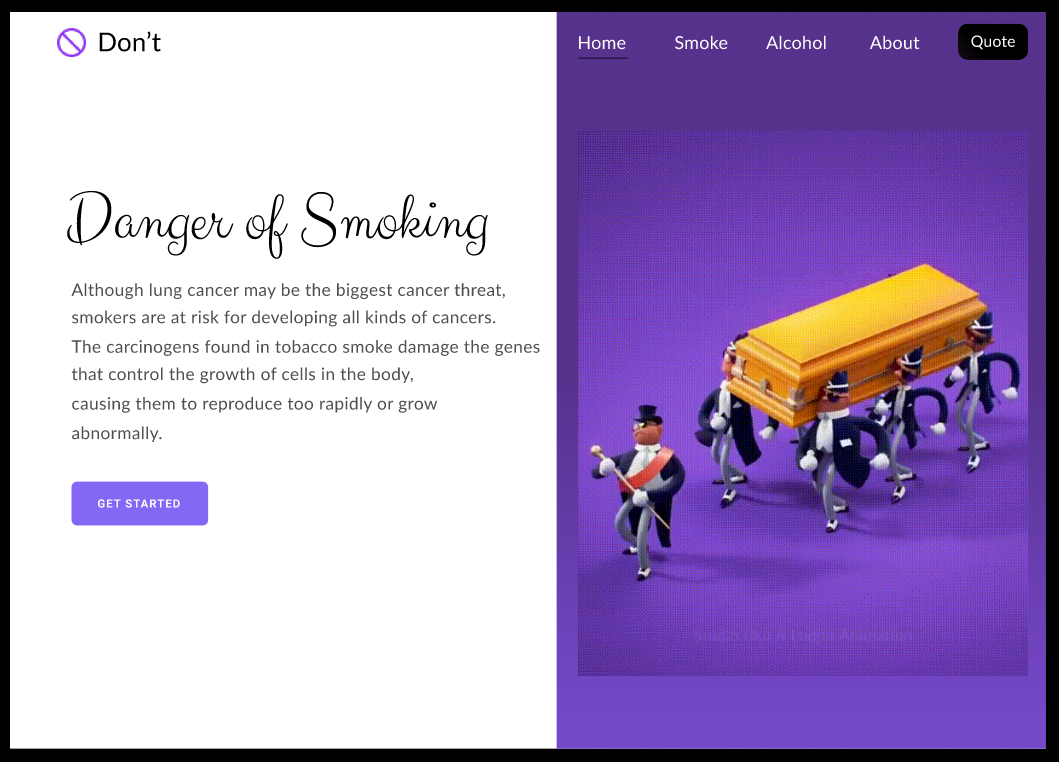 Don't
Home Smoke Alcohol About Quote
Danger of Smoking
Although lung cancer may be the biggest cancer threat,
smokers are at risk for developing all kinds of cancers.
The carcinogens found in tobacco smoke damage the genes
that control the growth of cells in the body,
causing them to reproduce too rapidly or grow
abnormally.
GET STARTED